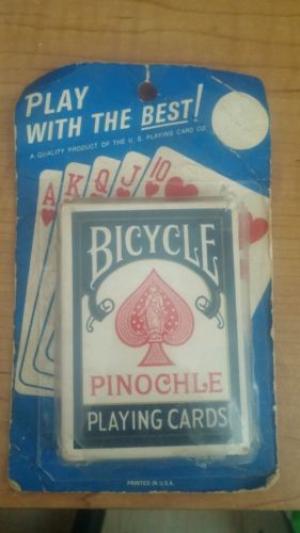 PLAY
WITH THE BEST!
A QUALITY PRODUCT OF THE U.S. PLAYING CARD CO.
A K Q J 10
BICYCLE
PINOCHLE
PLAYING CARDS
PRINTED IN U.S.A.